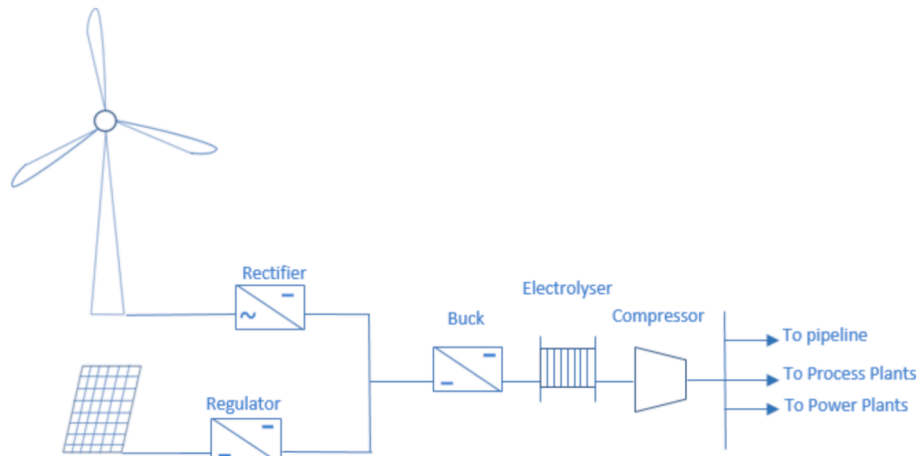 Rectifier
Electrolyser
Buck
Compressor
To pipeline
To Process Plants
To Power Plants
Regulator